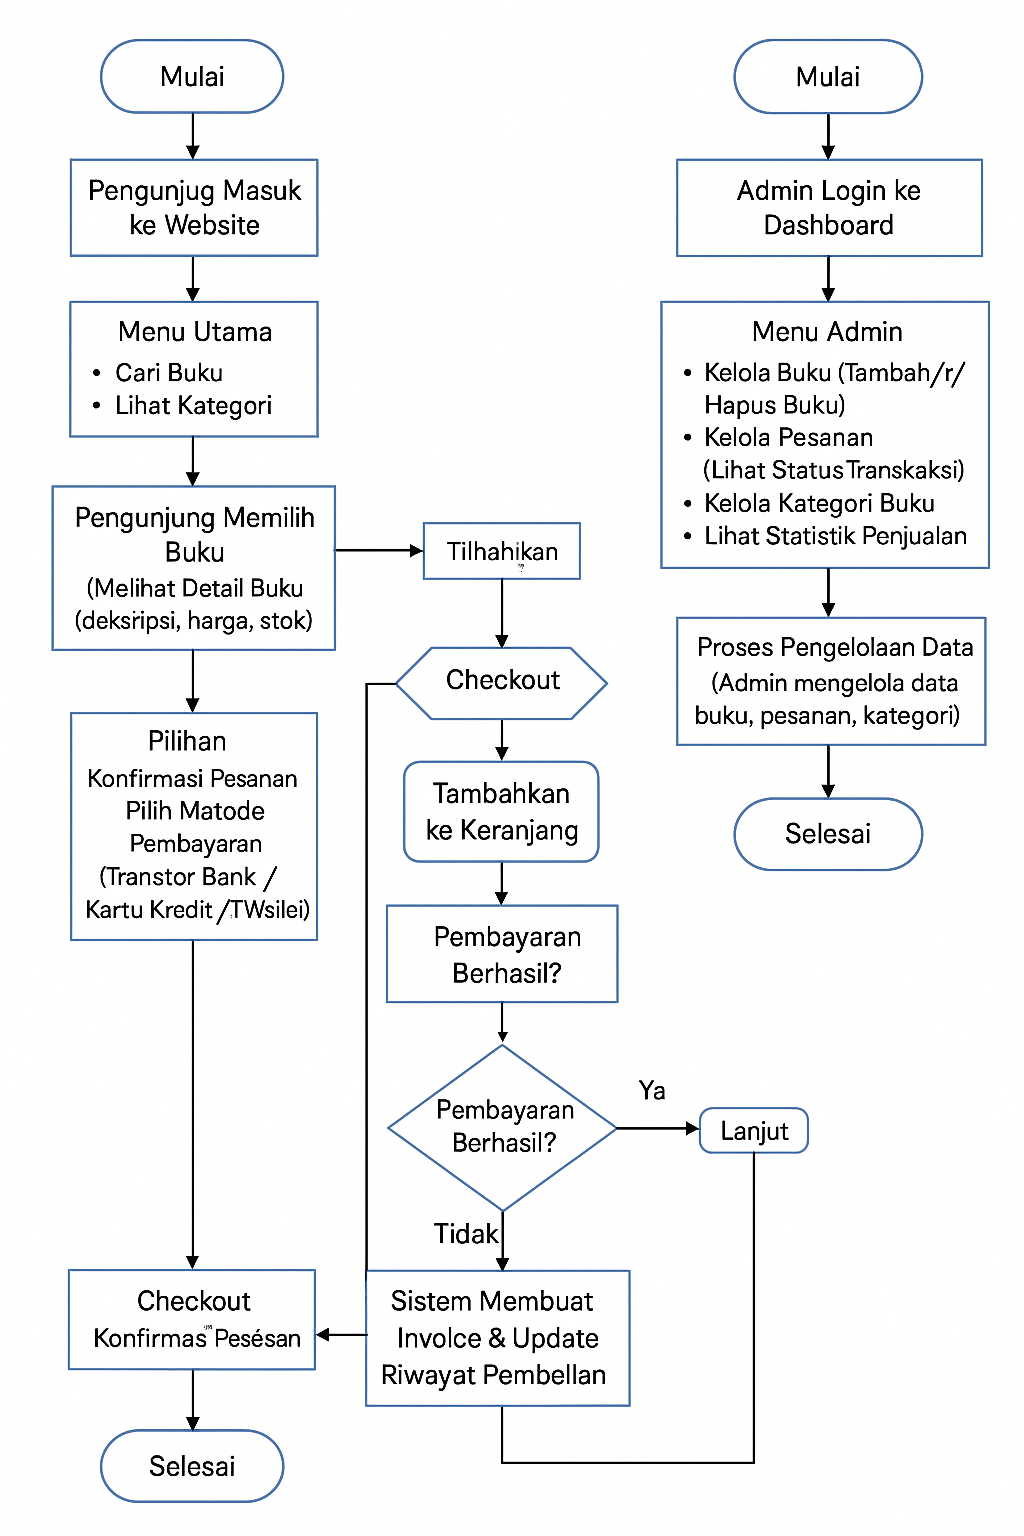 Mulai
Pengunjug Masuk
ke Website
Menu Utama
• Cari Buku
• Lihat Kategori
Pengunjung Memilih
Buku
(Melihat Detail Buku
(deksripsi, harga, stok)
Pilihan
Konfirmasi Pesanan
Pilih Matode
Pembayaran
(Transtor Bank /
Kartu Kredit /TWsilei)
Checkout
Konfirmas Pesésan
Selesai
Tilhahikan
Checkout
Tambahkan
ke Keranjang
Pembayaran
Berhasil?
Pembayaran
Berhasil?
Ya
Lanjut
Tidak
Sistem Membuat
Involce & Update
Riwayat Pembellan
Mulai
Admin Login ke
Dashboard
Menu Admin
• Kelola Buku (Tambah/r/
Hapus Buku)
• Kelola Pesanan
(Lihat Status Transkaksi)
• Kelola Kategori Buku
• Lihat Statistik Penjualan
Proses Pengelolaan Data
(Admin mengelola data
buku, pesanan, kategori)
Selesai